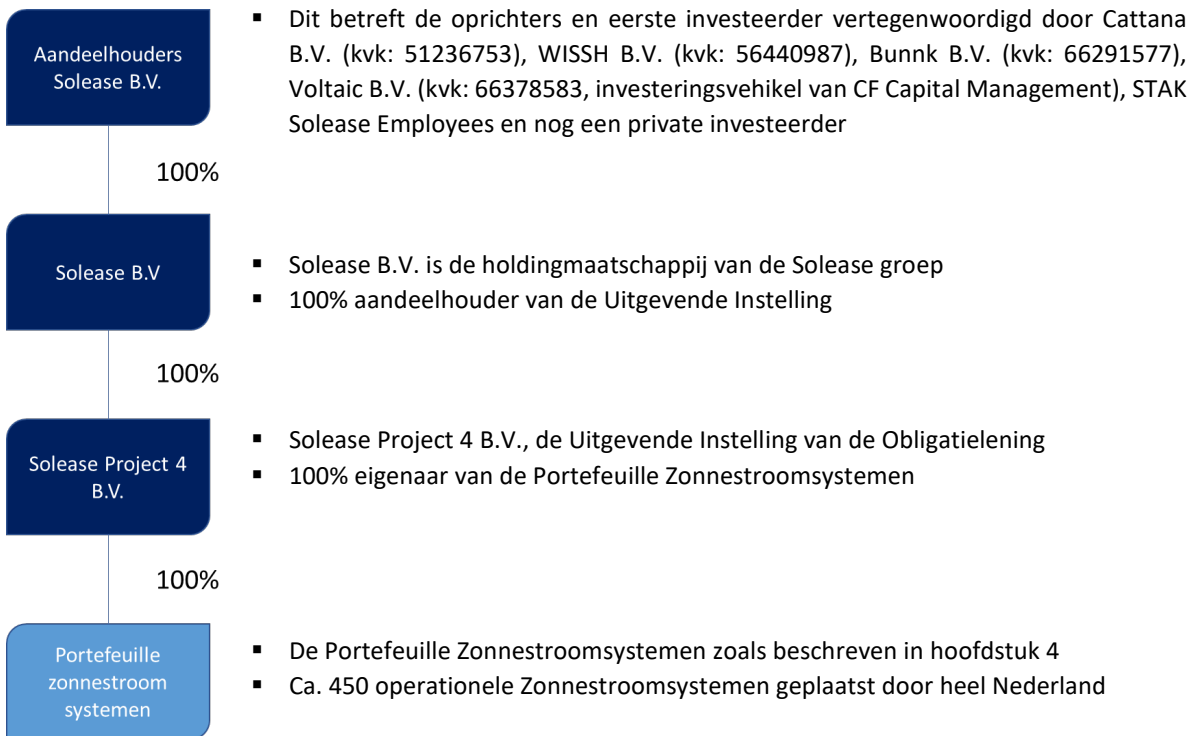 Aandeelhouders
Solease B.V.
▪ Dit betreft de oprichters en eerste investeerder vertegenwoordigd door Cattana
B.V. (kvk: 51236753), WISSH B.V. (kvk: 56440987), Bunnk B.V. (kvk: 66291577),
Voltaic B.V. (kvk: 66378583, investeringsvehikel van CF Capital Management), STAK
Solease Employees en nog een private investeerder
100%
Solease B.V
▪ Solease B.V. is de holdingmaatschappij van de Solease groep
▪ 100% aandeelhouder van de Uitgevende Instelling
100%
Solease Project 4
B.V.
▪ Solease Project 4 B.V., de Uitgevende Instelling van de Obligatielening
▪ 100% eigenaar van de Portefeuille Zonnestroomsystemen
100%
Portefeuille
zonnestroom
systemen
▪ De Portefeuille Zonnestroomsystemen zoals beschreven in hoofdstuk 4
▪ Ca. 450 operationele Zonnestroomsystemen geplaatst door heel Nederland